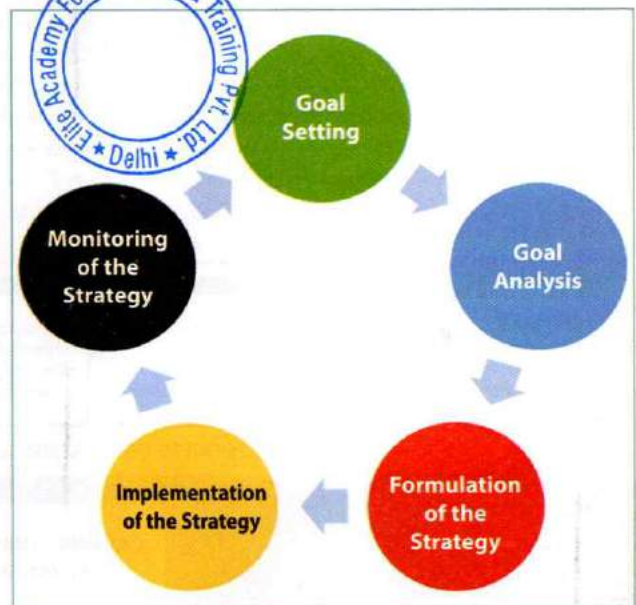 Elite Academy Fo
Training Pvt. Ltd.
★ Delhi ★
Goal
Setting
Goal
Analysis
Formulation
of the
Strategy
Implementation
of the Strategy
Monitoring
of the
Strategy